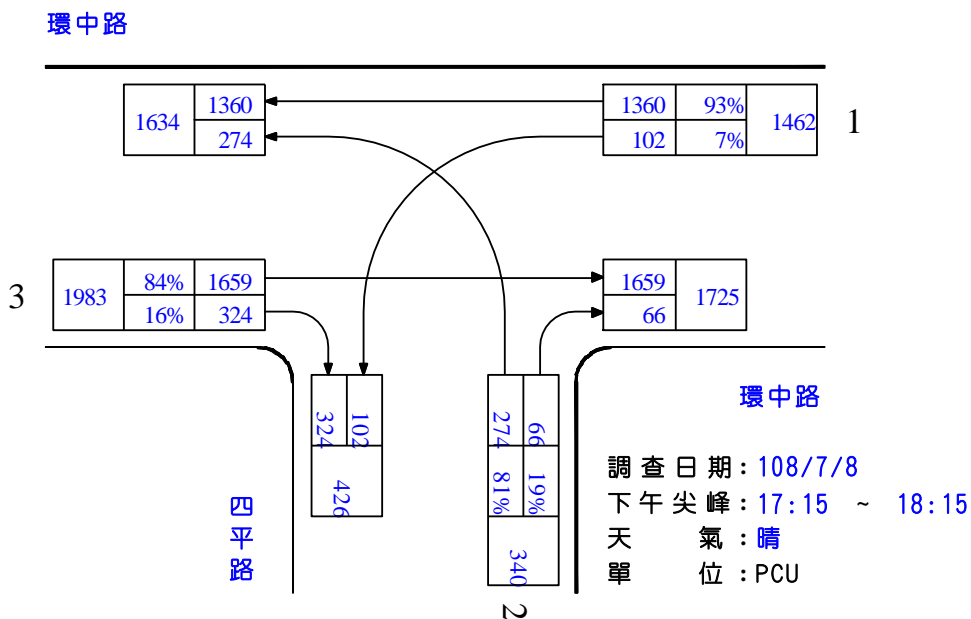 環中路
1634 1360 274
1360 93% 1462 1
102 7%
3 1983 84% 1659
16% 324
1659 1725
66
324 102
426
274 66
81% 19%
340
2
四平路
環中路
調查日期：108/7/8
下午尖峰：17:15 ~ 18:15
天氣：晴
單位：PCU